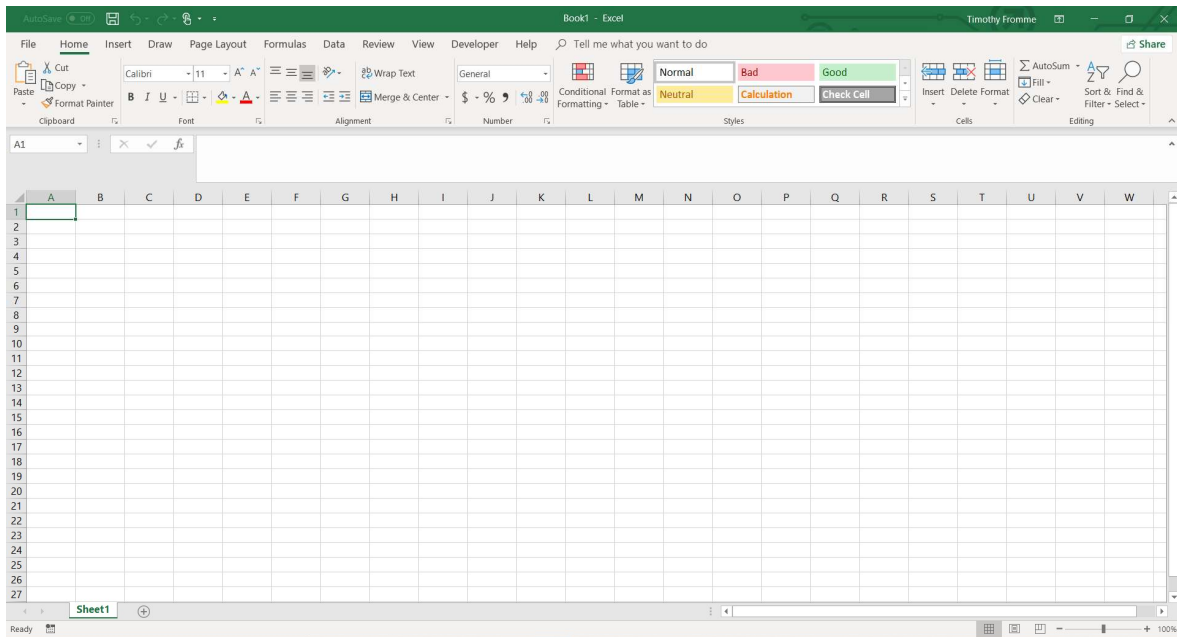 AutoSave Off Book1 - Excel Timothy Fromme
File Home Insert Draw Page Layout Formulas Data Review View Developer Help Tell me what you want to do Share
Paste Cut Copy Format Painter
Calibri 11 A^ A˅
B I U A
ab Wrap Text
Merge & Center
General
$ % 9 .00 .00
Conditional Formatting
Format as Table
Normal Bad Good
Neutral Calculation Check Cell
Insert Delete Format
AutoSum
Fill
Clear
Sort & Filter
Find & Select
Clipboard Font Alignment Number Styles Cells Editing
A1 fx
A B C D E F G H I J K L M N O P Q R S T U V W
1
2
3
4
5
6
7
8
9
10
11
12
13
14
15
16
17
18
19
20
21
22
23
24
25
26
27
Sheet1
Ready 100%